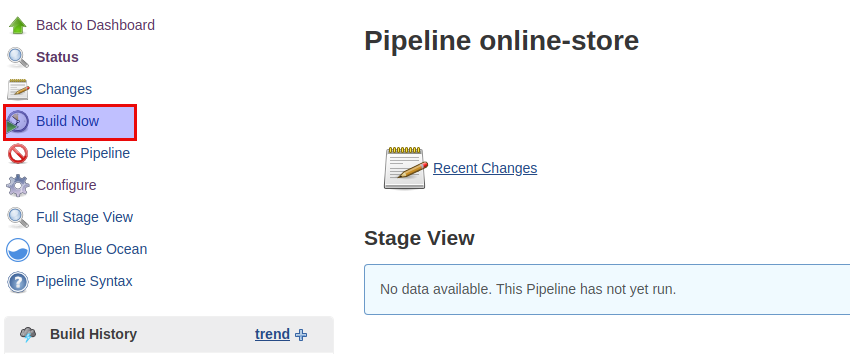 Back to Dashboard
Status
Changes
Build Now
Delete Pipeline
Configure
Full Stage View
Open Blue Ocean
Pipeline Syntax
Build History trend
Pipeline online-store
Recent Changes
Stage View
No data available. This Pipeline has not yet run.